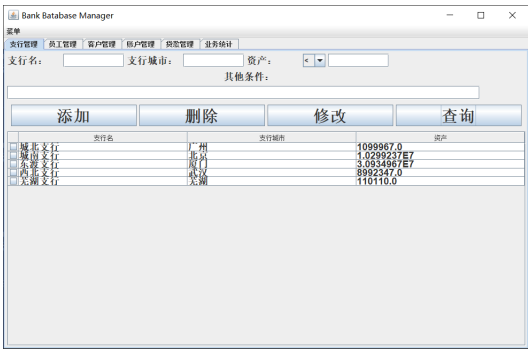 Bank Batabase Manager
菜单
支行管理 员工管理 客户管理 账户管理 贷款管理 业务统计
支行名： 支行城市： 资产： <
其他条件：
添加 删除 修改 查询
支行名 支行城市 资产
城北支行 广州 1099967.0
城南支行 北京 1.0299237E7
东渡支行 厦门 3.0934967E7
西北支行 武汉 8992347.0
芜湖支行 芜湖 110110.0